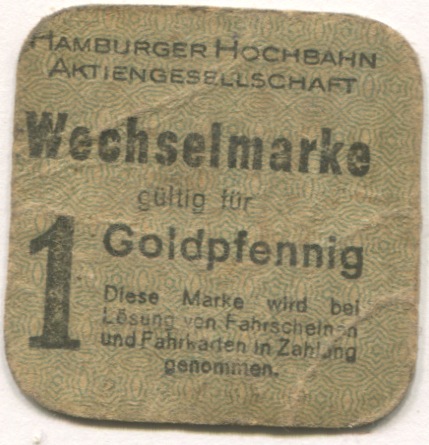 HAMBURGER HOCHBAHN
AKTIENGESELLSCHAFT
Wechselmarke
gültig für
1 Goldpfennig
Diese Marke wird bei
Lösung von Fahrscheinen
und Fahrkarten in Zahlung
genommen.